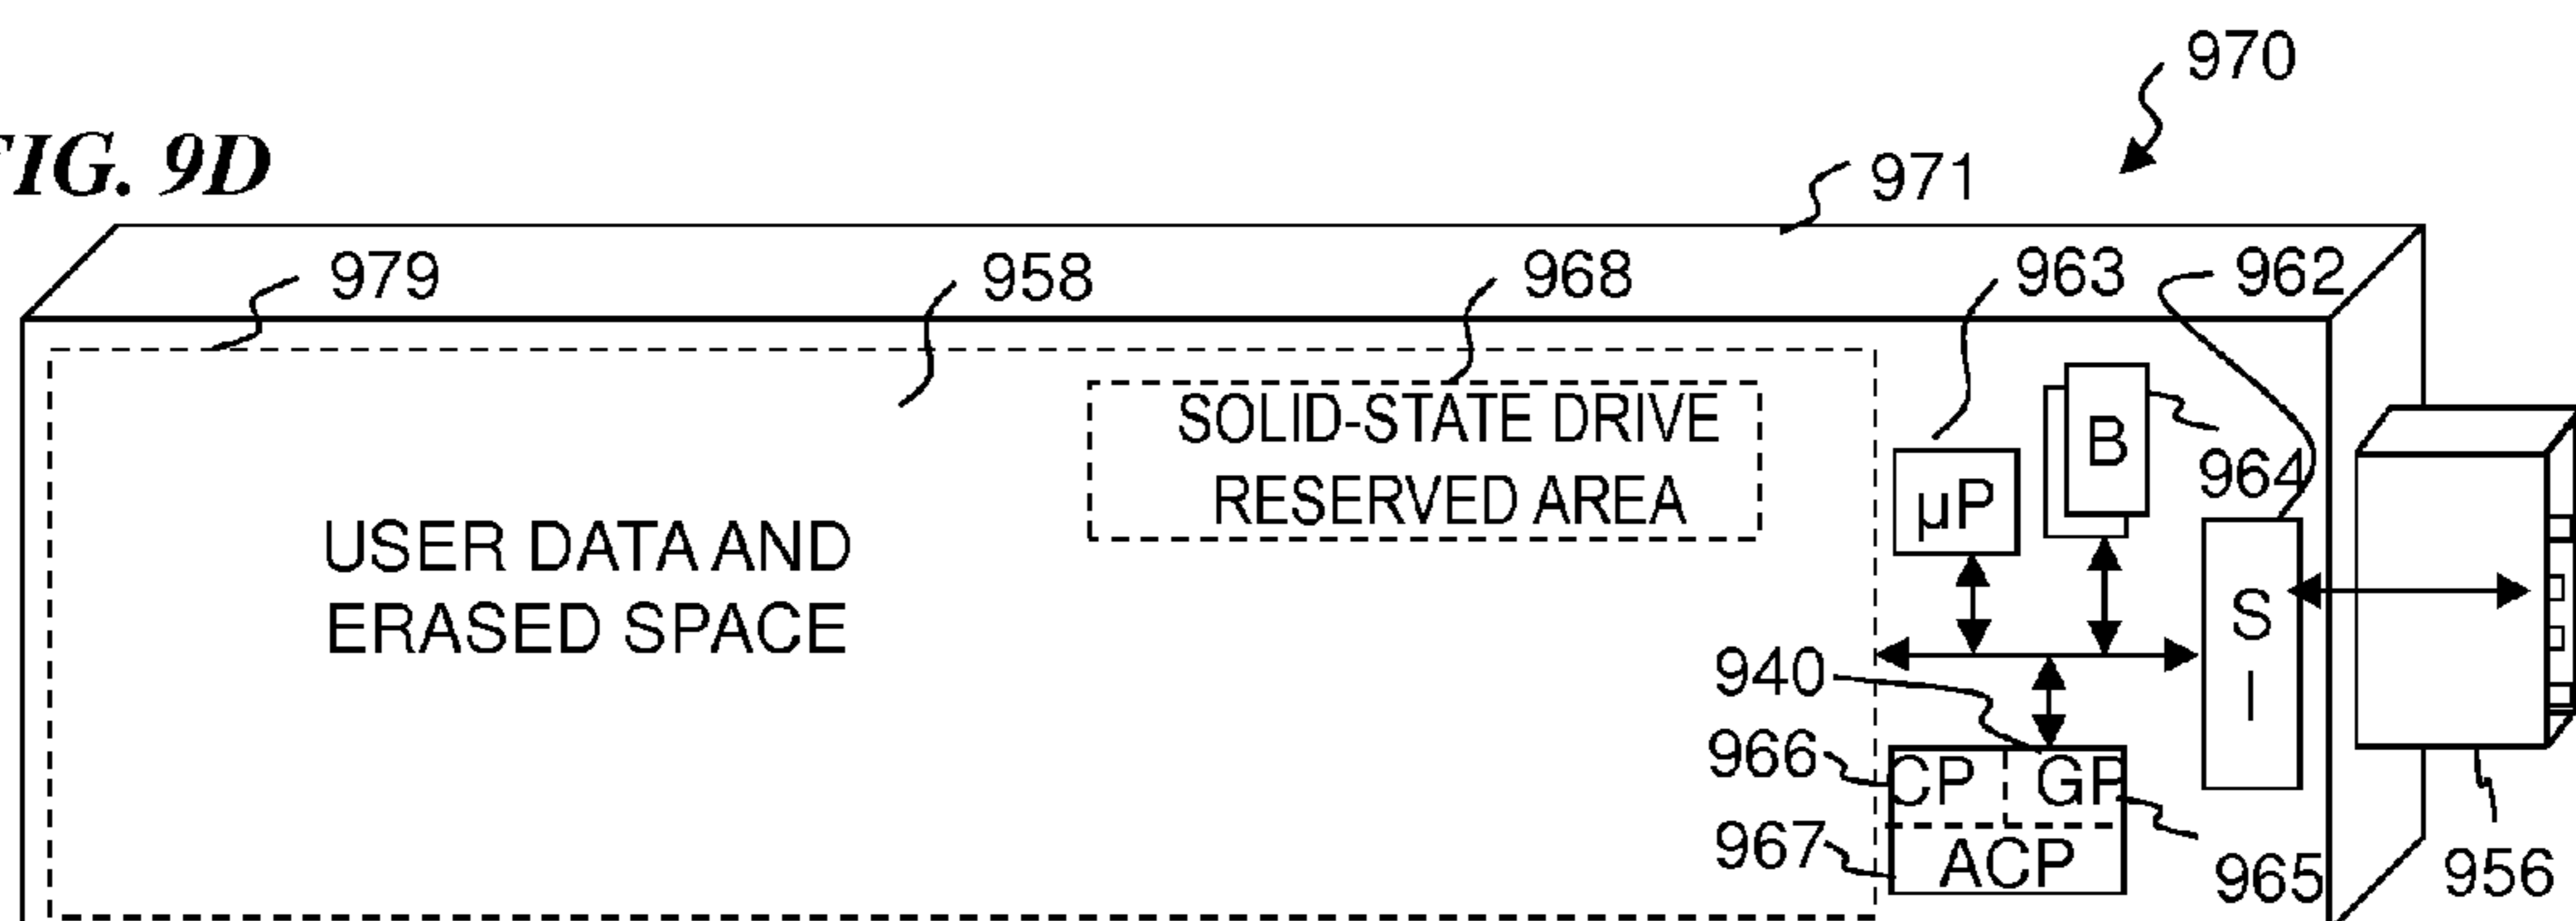 970
FIG. 9D
971
979
958
968
963
962
SOLID-STATE DRIVE
RESERVED AREA
B
964
µP
USER DATA AND
ERASED SPACE
S
I
940
966
CP
GP
967
ACP
965
956